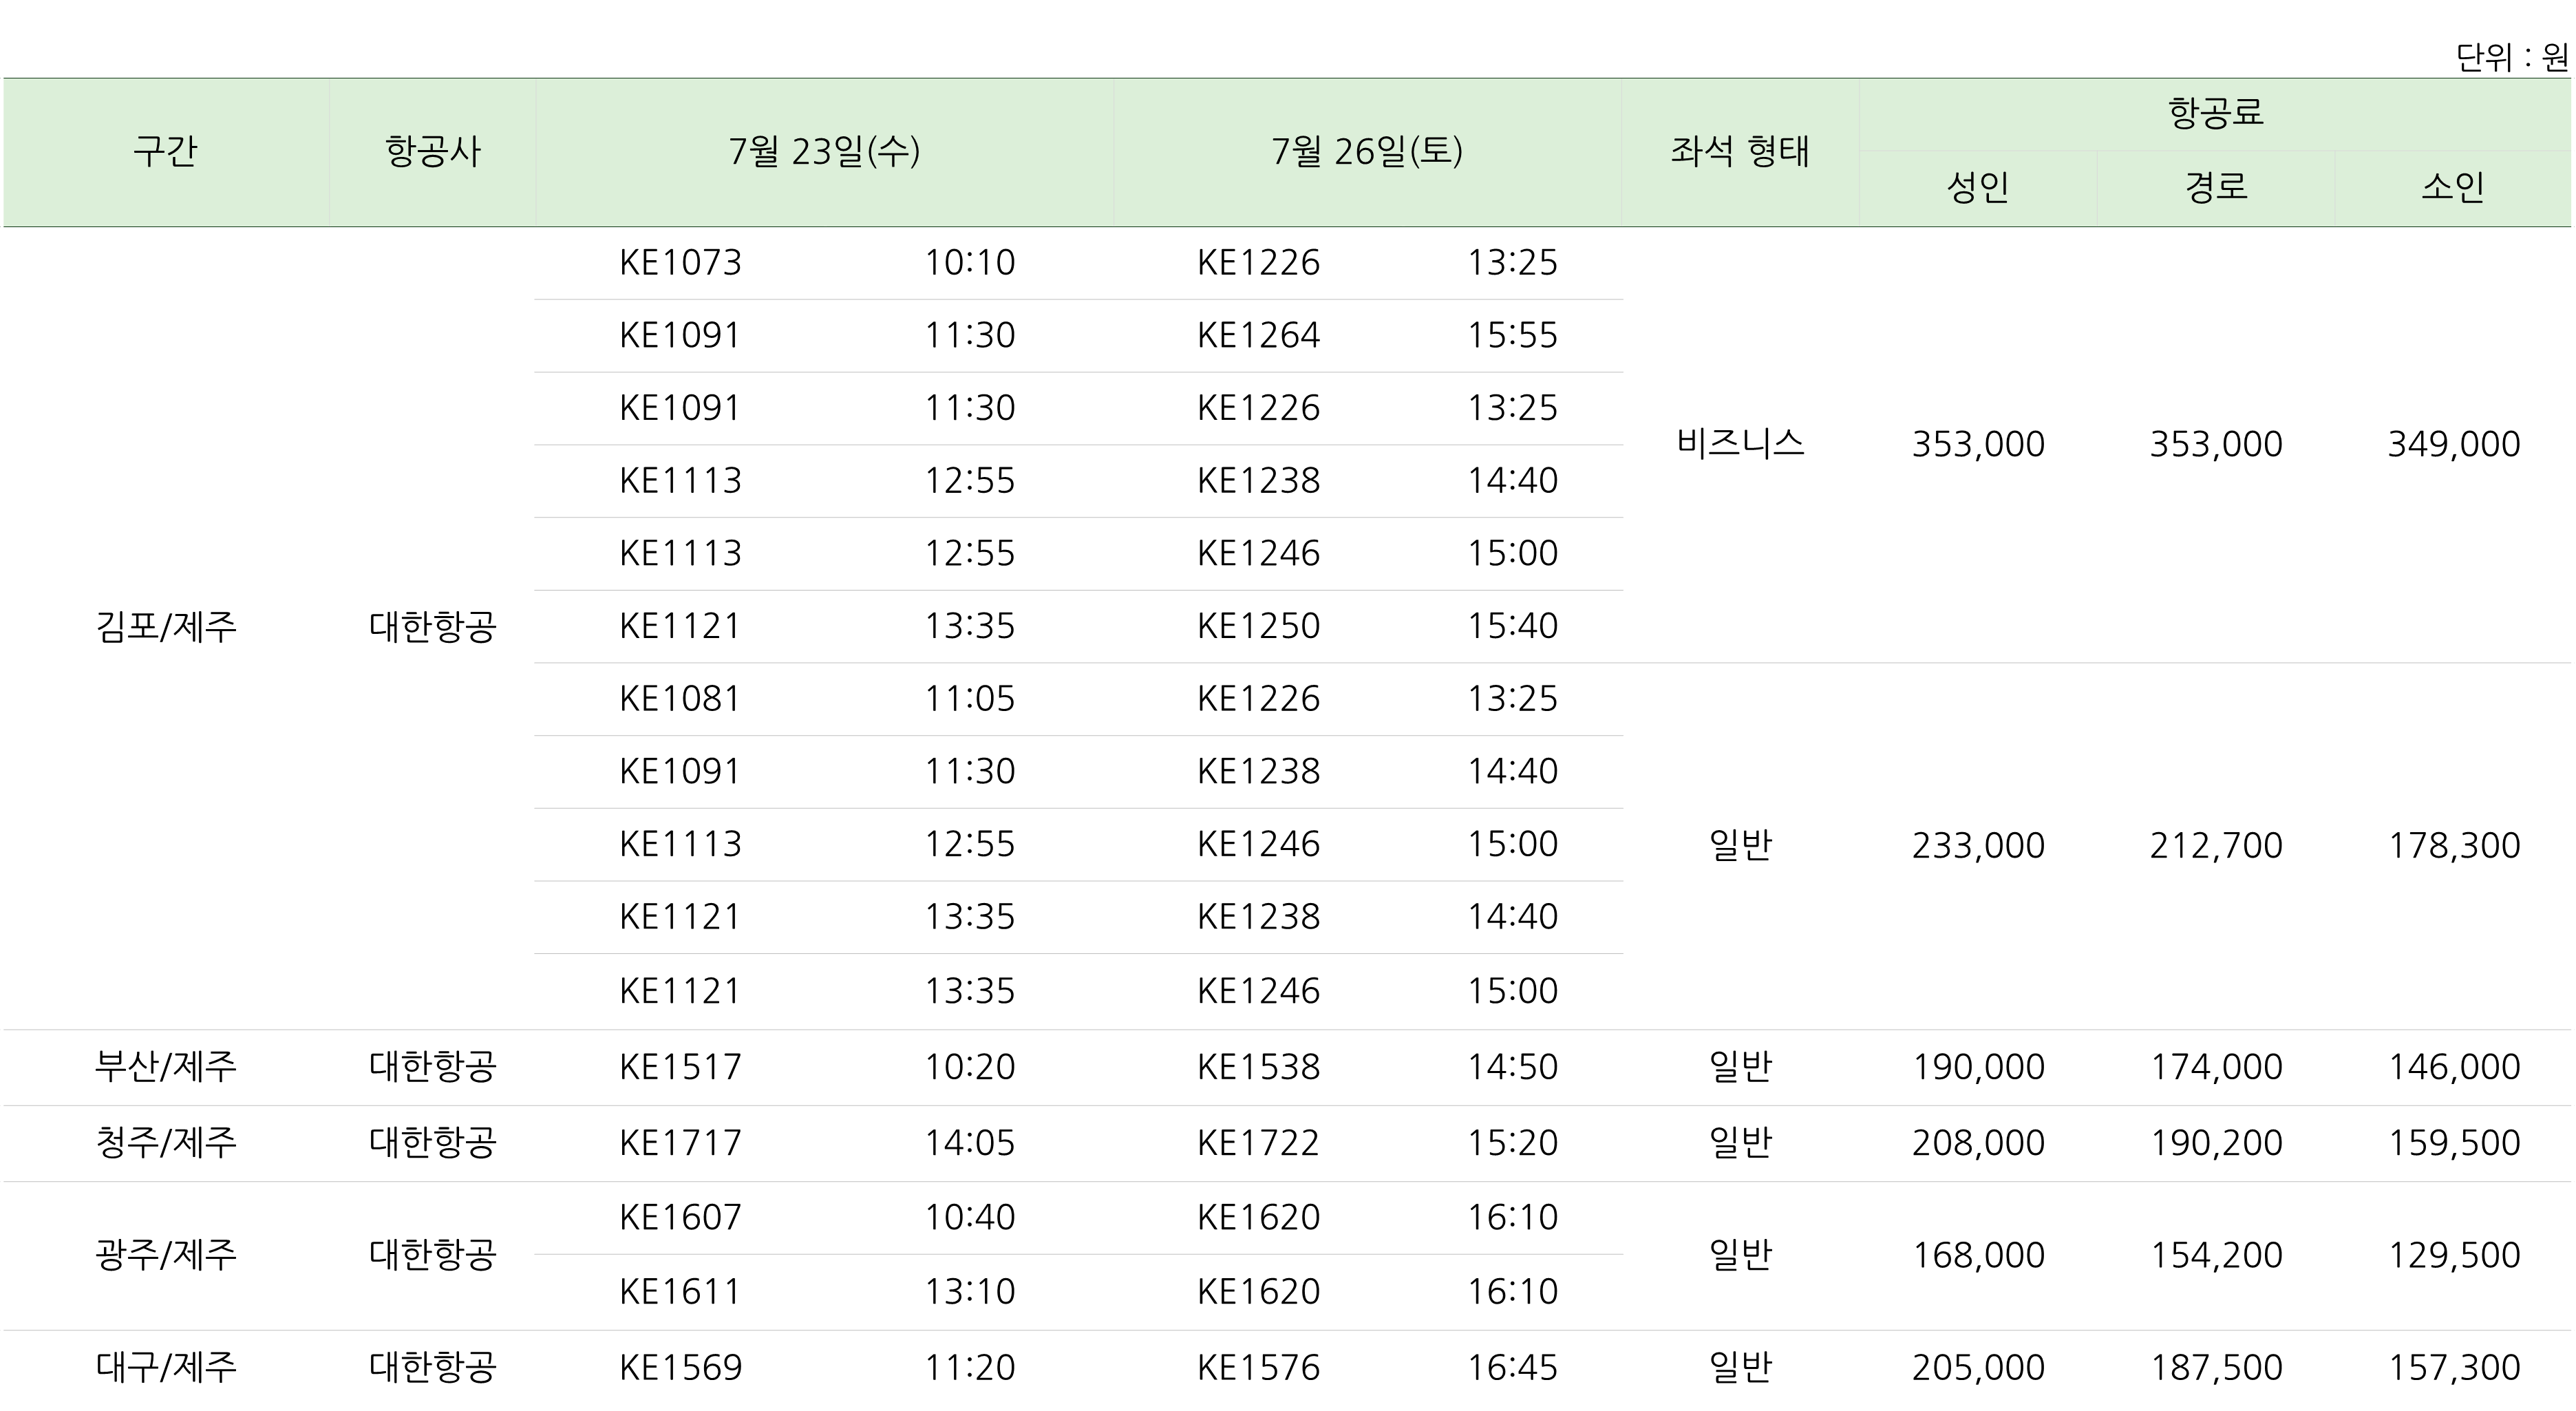 단위 : 원
구간 항공사 7월 23일(수) 7월 26일(토) 좌석 형태 항공료
성인 경로 소인
KE1073 10:10 KE1226 13:25
KE1091 11:30 KE1264 15:55
KE1091 11:30 KE1226 13:25
비즈니스 353,000 353,000 349,000
KE1113 12:55 KE1238 14:40
KE1113 12:55 KE1246 15:00
김포/제주 대한항공 KE1121 13:35 KE1250 15:40
KE1081 11:05 KE1226 13:25
KE1091 11:30 KE1238 14:40
KE1113 12:55 KE1246 15:00 일반 233,000 212,700 178,300
KE1121 13:35 KE1238 14:40
KE1121 13:35 KE1246 15:00
부산/제주 대한항공 KE1517 10:20 KE1538 14:50 일반 190,000 174,000 146,000
청주/제주 대한항공 KE1717 14:05 KE1722 15:20 일반 208,000 190,200 159,500
KE1607 10:40 KE1620 16:10
광주/제주 대한항공 일반 168,000 154,200 129,500
KE1611 13:10 KE1620 16:10
대구/제주 대한항공 KE1569 11:20 KE1576 16:45 일반 205,000 187,500 157,300